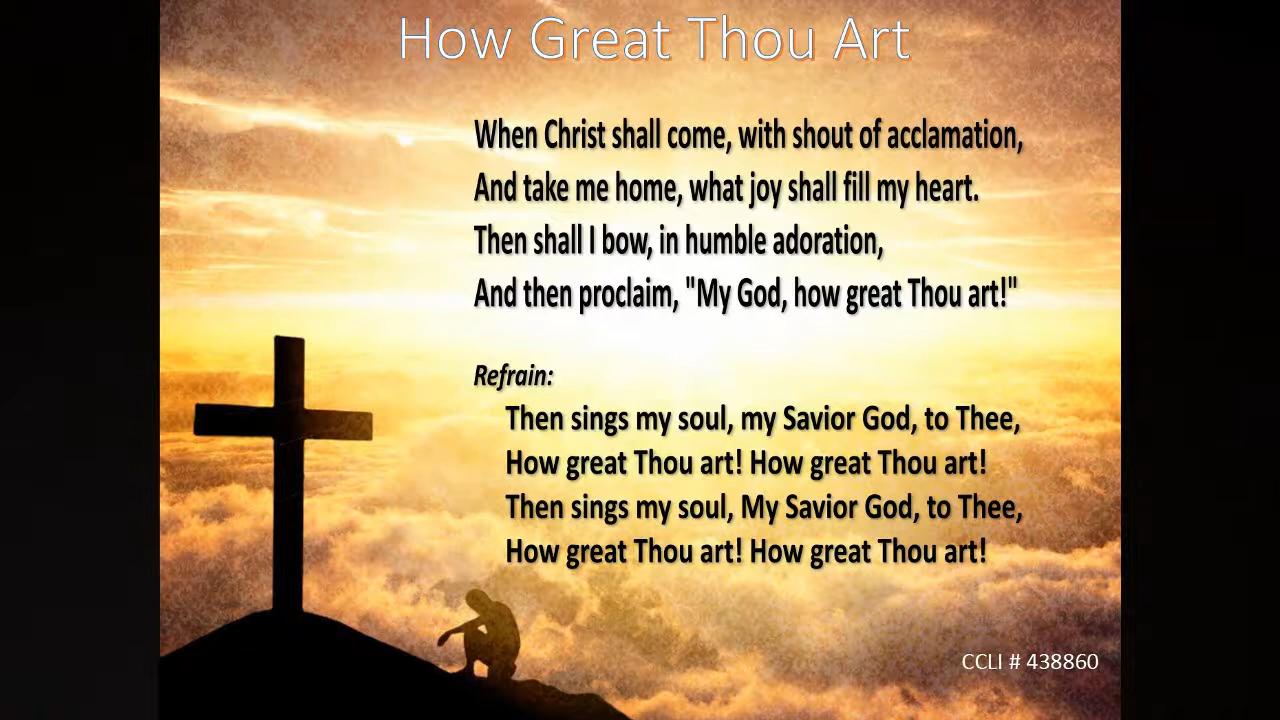 How Great Thou Art
When Christ shall come, with shout of acclamation,
And take me home, what joy shall fill my heart.
Then shall I bow, in humble adoration,
And then proclaim, "My God, how great Thou art!"
Refrain:
Then sings my soul, my Savior God, to Thee,
How great Thou art! How great Thou art!
Then sings my soul, My Savior God, to Thee,
How great Thou art! How great Thou art!
CCLI # 438860